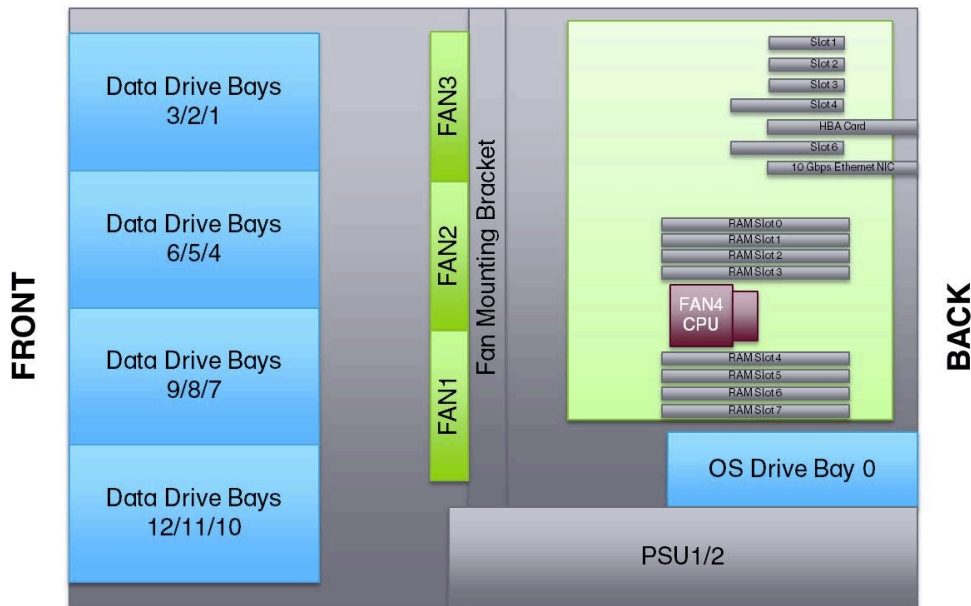 FRONT
Data Drive Bays
3/2/1
Data Drive Bays
6/5/4
Data Drive Bays
9/8/7
Data Drive Bays
12/11/10
FAN3
FAN2
FAN1
Fan Mounting Bracket
Slot 1
Slot 2
Slot 3
Slot 4
HBA Card
Slot 6
10 Gbps Ethernet NIC
RAM Slot 0
RAM Slot 1
RAM Slot 2
RAM Slot 3
FAN4
CPU
RAM Slot 4
RAM Slot 5
RAM Slot 6
RAM Slot 7
OS Drive Bay 0
PSU1/2
BACK